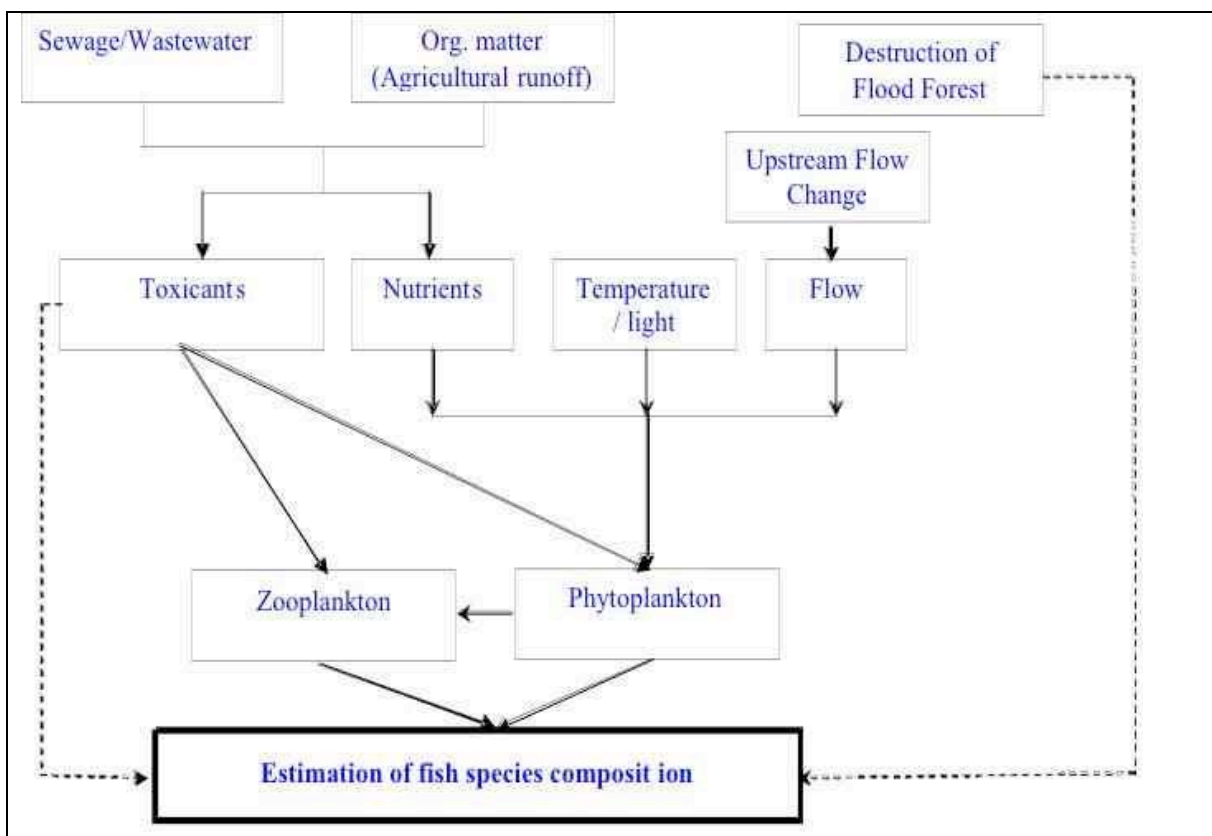 Sewage/Wastewater
Org. matter
(Agricultural runoff)
Destruction of
Flood Forest
Upstream Flow
Change
Toxicants
Nutrients
Temperature
/ light
Flow
Zooplankton
Phytoplankton
Estimation of fish species composit ion